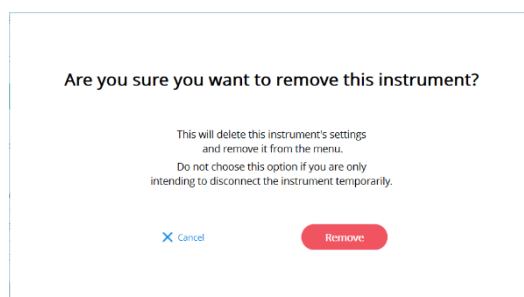 Are you sure you want to remove this instrument?
This will delete this instrument's settings
and remove it from the menu.
Do not choose this option if you are only
intending to disconnect the instrument temporarily.
Cancel
Remove